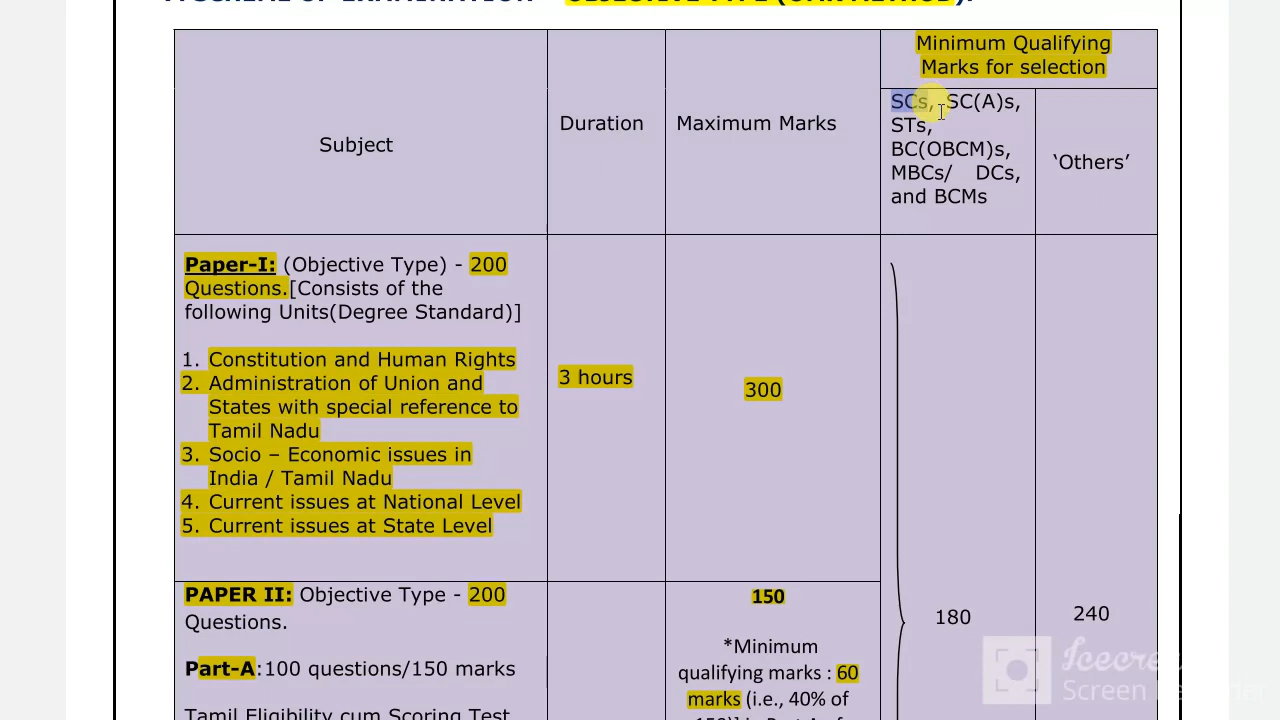 Minimum Qualifying
Marks for selection
Subject
Duration
Maximum Marks
SCs, SC(A)s,
STs,
BC(OBCM)s,
MBCs/ DCs,
and BCMs
‘Others’
Paper-I: (Objective Type) - 200
Questions.[Consists of the
following Units(Degree Standard)]
1. Constitution and Human Rights
2. Administration of Union and
States with special reference to
Tamil Nadu
3. Socio – Economic issues in
India / Tamil Nadu
4. Current issues at National Level
5. Current issues at State Level
3 hours
300
PAPER II: Objective Type - 200
Questions.
Part-A:100 questions/150 marks
Tamil Eligibility cum Scoring Test
150
*Minimum
qualifying marks : 60
marks (i.e., 40% of
180
240
Screen